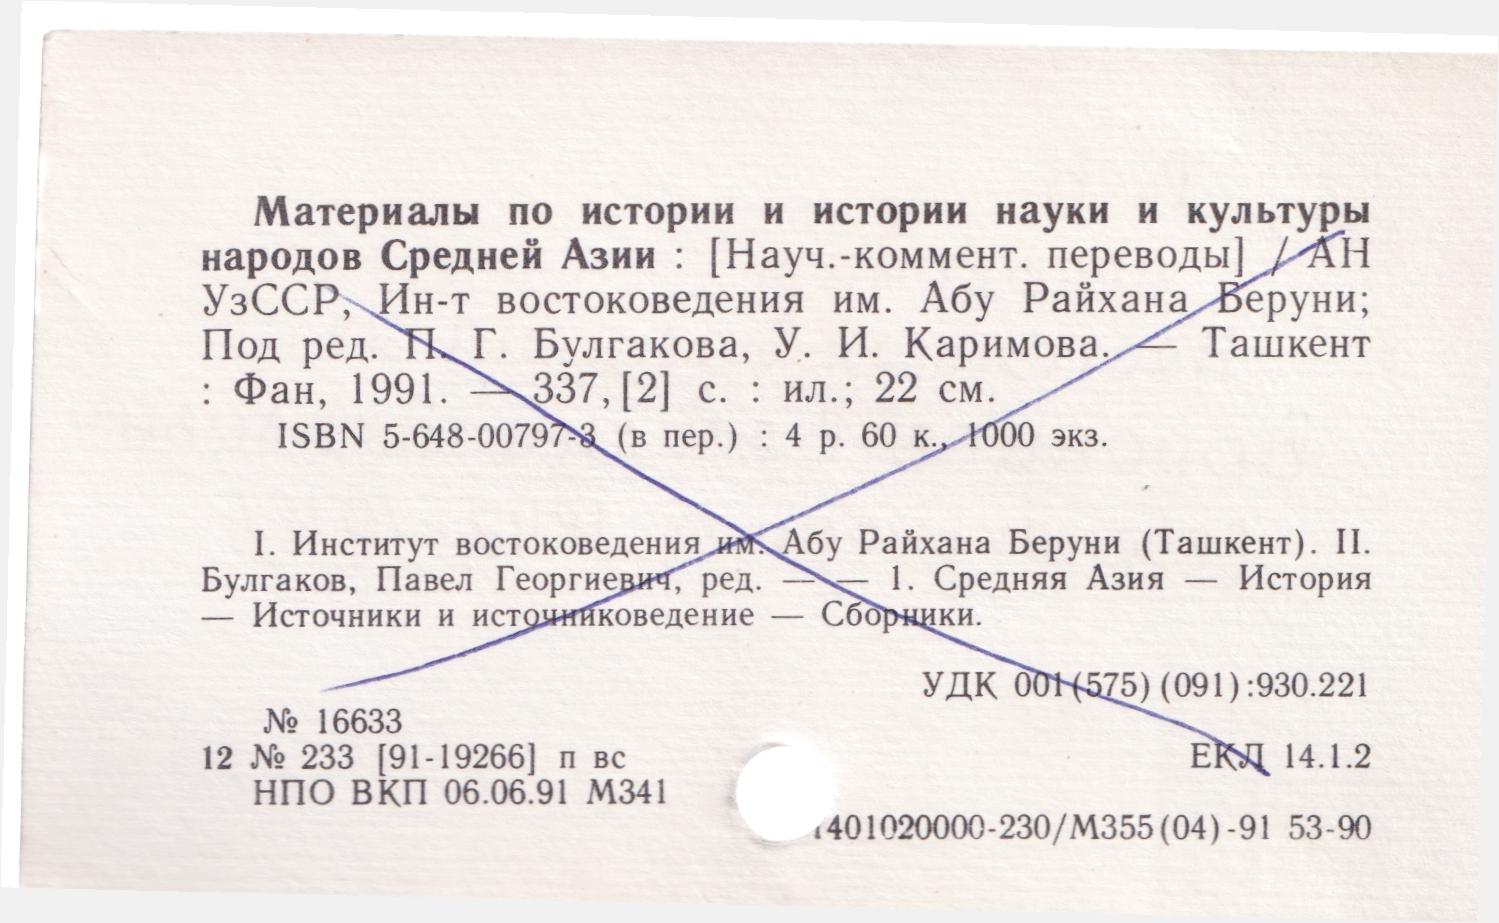 Материалы по истории и истории науки и культуры
народов Средней Азии : [Науч.-коммент. переводы] / АН
УзССР, Ин-т востоковедения им. Абу Райхана Беруни;
Под ред. П. Г. Булгакова, У. И. Каримова. — Ташкент
: Фан, 1991. — 337, [2] с. : ил.; 22 см.
ISBN 5-648-00797-3 (в пер.) : 4 р. 60 к., 1000 экз.
I. Институт востоковедения им. Абу Райхана Беруни (Ташкент). II.
Булгаков, Павел Георгиевич, ред. — — 1. Средняя Азия — История
— Источники и источниковедение — Сборники.
УДК 001(575)(091):930.221
№ 16633
12 № 233 [91-19266] п вс
ЕКЛ 14.1.2
НПО ВКП 06.06.91 М341
1401020000-230/М355(04)-91 53-90